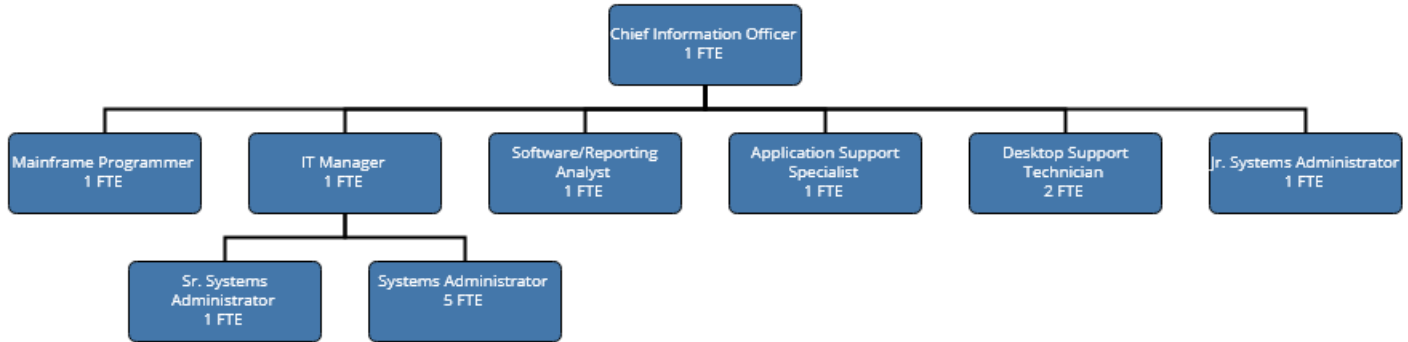 Chief Information Officer
1 FTE
Mainframe Programmer
1 FTE
IT Manager
1 FTE
Software/Reporting
Analyst
1 FTE
Application Support
Specialist
1 FTE
Desktop Support
Technician
2 FTE
Jr. Systems Administrator
1 FTE
Sr. Systems
Administrator
1 FTE
Systems Administrator
5 FTE